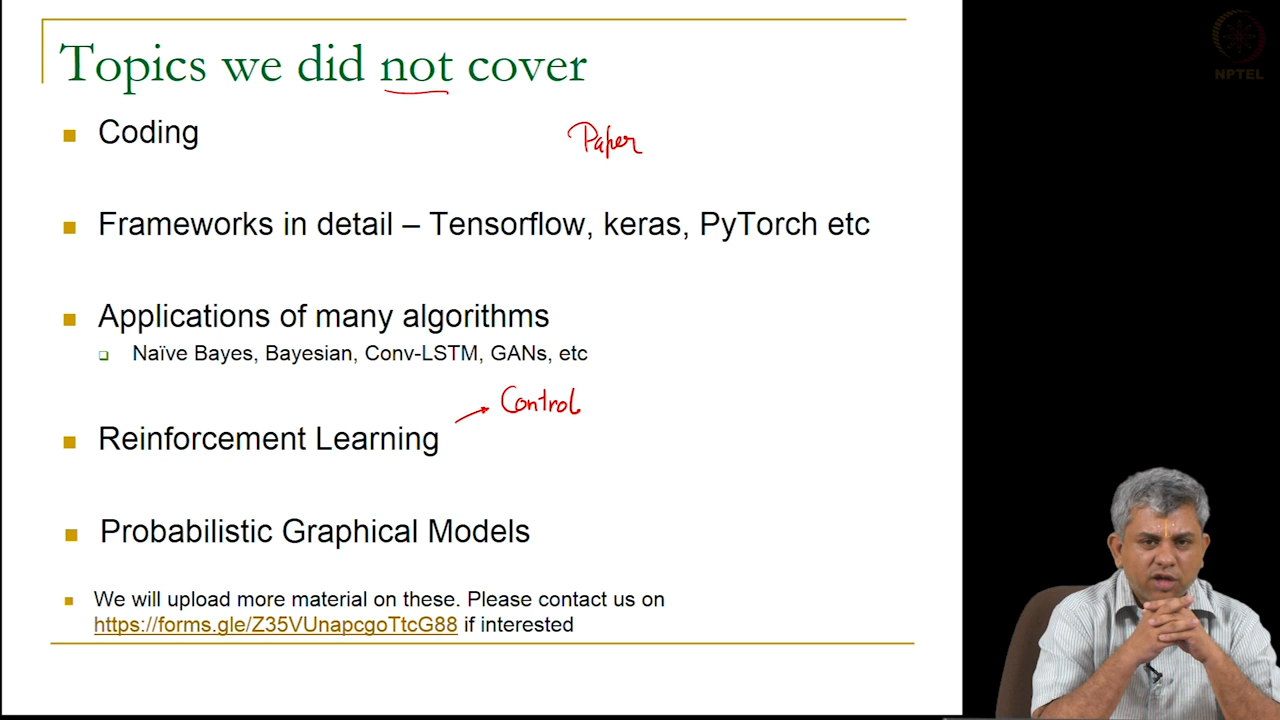 NPTEL
Topics we did not cover
Coding
Paper
Frameworks in detail – Tensorflow, keras, PyTorch etc
Applications of many algorithms
Naïve Bayes, Bayesian, Conv-LSTM, GANs, etc
Control
Reinforcement Learning
Probabilistic Graphical Models
We will upload more material on these. Please contact us on
https://forms.gle/Z35VUnapcgoTtcG88 if interested